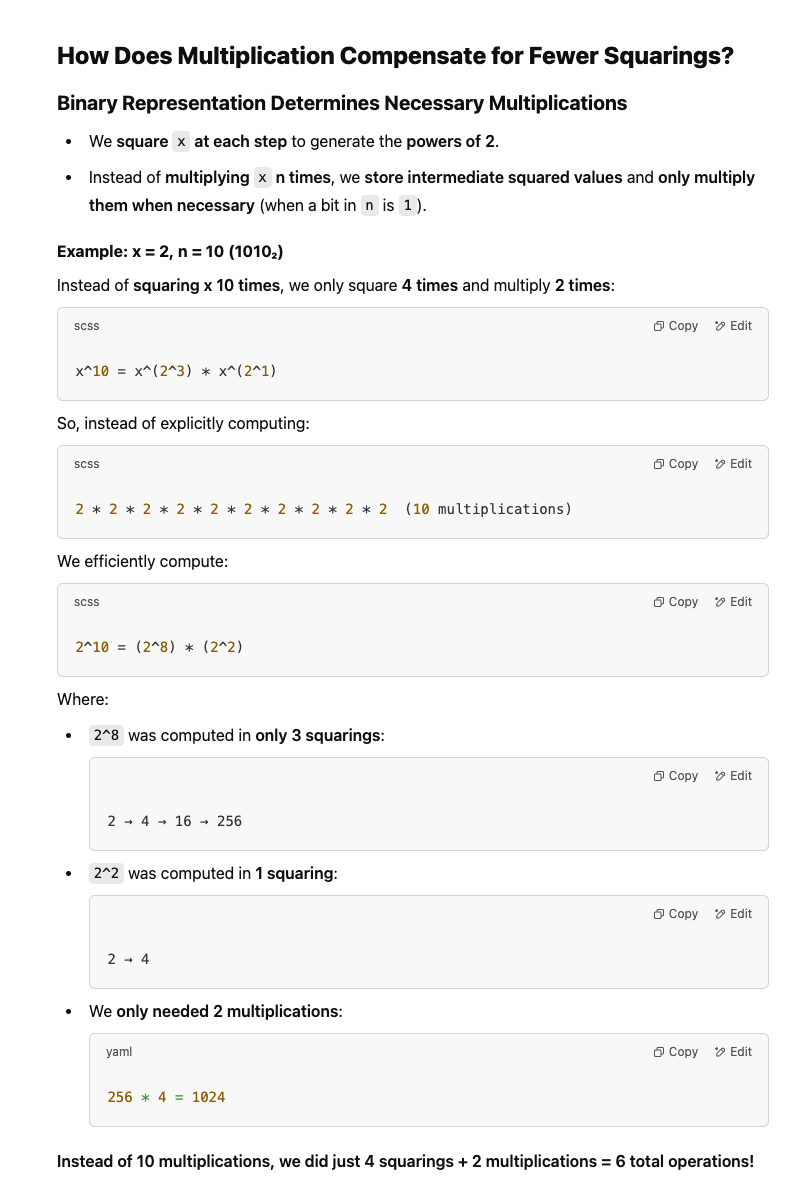 How Does Multiplication Compensate for Fewer Squarings?
Binary Representation Determines Necessary Multiplications
• We square x at each step to generate the powers of 2.
• Instead of multiplying x n times, we store intermediate squared values and only multiply
them when necessary (when a bit in n is 1).
Example: x = 2, n = 10 (1010₂)
Instead of squaring x 10 times, we only square 4 times and multiply 2 times:
scss Copy Edit
x^10 = x^(2^3) * x^(2^1)
So, instead of explicitly computing:
scss Copy Edit
2 * 2 * 2 * 2 * 2 * 2 * 2 * 2 * 2 * 2  (10 multiplications)
We efficiently compute:
scss Copy Edit
2^10 = (2^8) * (2^2)
Where:
• 2^8 was computed in only 3 squarings:
Copy Edit
2 → 4 → 16 → 256
• 2^2 was computed in 1 squaring:
Copy Edit
2 → 4
• We only needed 2 multiplications:
yaml Copy Edit
256 * 4 = 1024
Instead of 10 multiplications, we did just 4 squarings + 2 multiplications = 6 total operations!